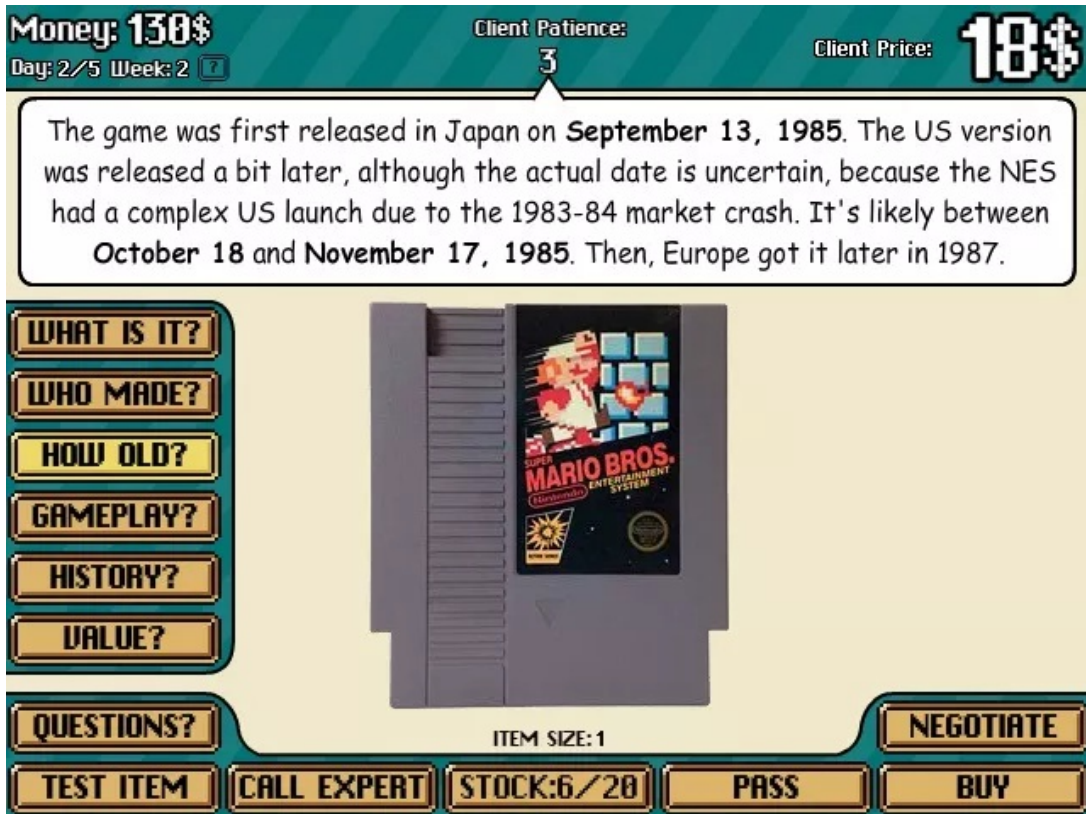 Money: 130$
Day: 2/5 Week: 2 ?
Client Patience:
3
Client Price:
18$
The game was first released in Japan on September 13, 1985. The US version
was released a bit later, although the actual date is uncertain, because the NES
had a complex US launch due to the 1983-84 market crash. It's likely between
October 18 and November 17, 1985. Then, Europe got it later in 1987.
WHAT IS IT?
WHO MADE?
HOW OLD?
GAMEPLAY?
HISTORY?
VALUE?
SUPER
MARIO BROS.
Nintendo
ENTERTAINMENT
SYSTEM
QUESTIONS?
ITEM SIZE: 1
NEGOTIATE
TEST ITEM
CALL EXPERT
STOCK:6/20
PASS
BUY